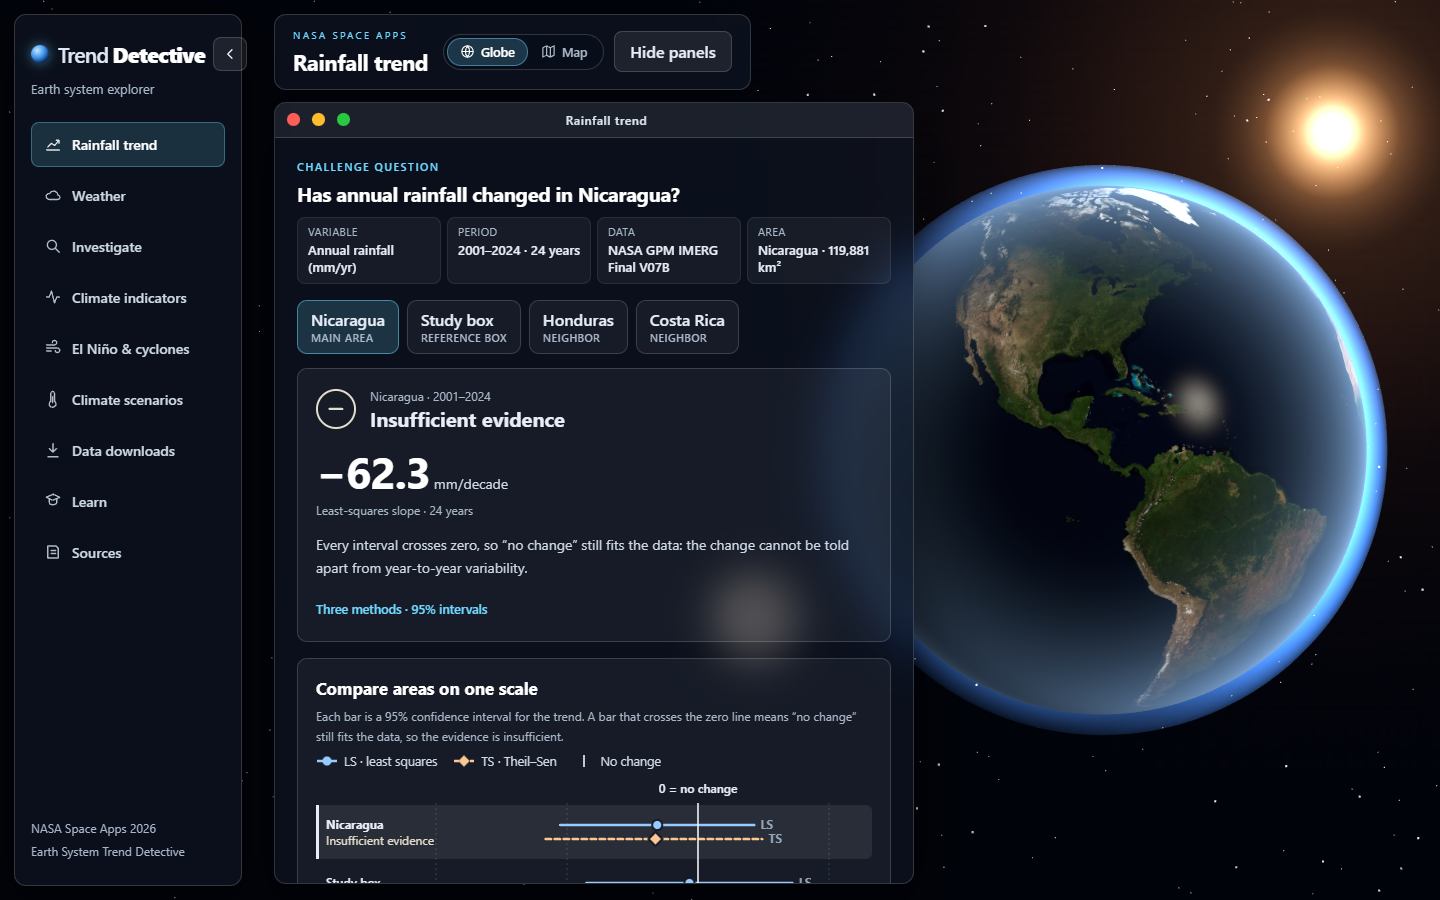 Trend Detective
Earth system explorer
Rainfall trend
Weather
Investigate
Climate indicators
El Niño & cyclones
Climate scenarios
Data downloads
Learn
Sources
NASA Space Apps 2026
Earth System Trend Detective
NASA SPACE APPS
Rainfall trend
Globe
Map
Hide panels
Rainfall trend
CHALLENGE QUESTION
Has annual rainfall changed in Nicaragua?
VARIABLE
Annual rainfall
(mm/yr)
PERIOD
2001–2024 · 24 years
DATA
NASA GPM IMERG
Final V07B
AREA
Nicaragua · 119,881
km²
Nicaragua
MAIN AREA
Study box
REFERENCE BOX
Honduras
NEIGHBOR
Costa Rica
NEIGHBOR
Nicaragua · 2001–2024
Insufficient evidence
−62.3 mm/decade
Least-squares slope · 24 years
Every interval crosses zero, so “no change” still fits the data: the change cannot be told
apart from year-to-year variability.
Three methods · 95% intervals
Compare areas on one scale
Each bar is a 95% confidence interval for the trend. A bar that crosses the zero line means “no change”
still fits the data, so the evidence is insufficient.
LS · least squares
TS · Theil–Sen
No change
0 = no change
Nicaragua
Insufficient evidence
LS
TS
Study box
LS